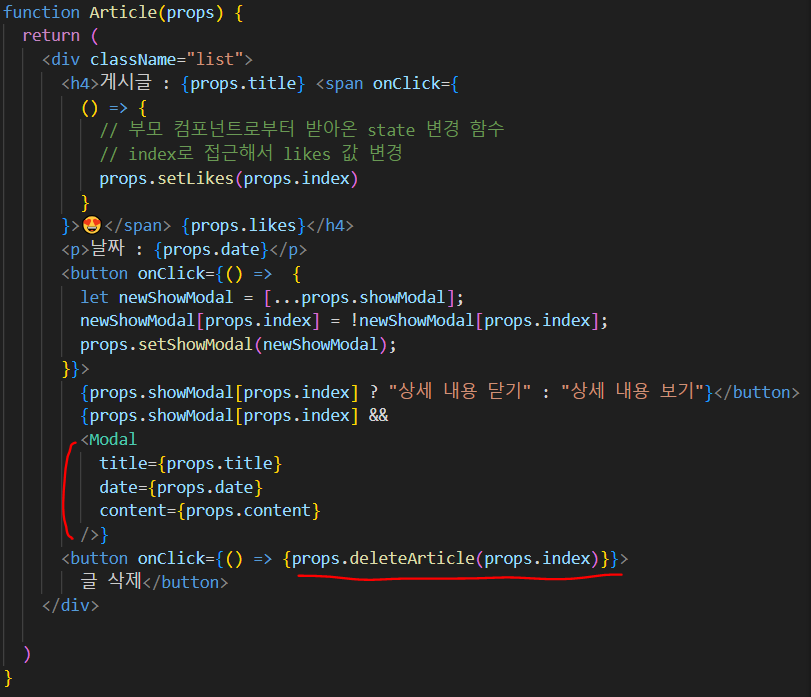 function Article(props) {
  return (
    <div className="list">
      <h4>게시글 : {props.title} <span onClick={
        () => {
          // 부모 컴포넌트로부터 받아온 state 변경 함수
          // index로 접근해서 likes 값 변경
          props.setLikes(props.index)
        }
      }>😍</span> {props.likes}</h4>
      <p>날짜 : {props.date}</p>
      <button onClick={() =>  {
        let newShowModal = [...props.showModal];
        newShowModal[props.index] = !newShowModal[props.index];
        props.setShowModal(newShowModal);
      }}>
        {props.showModal[props.index] ? "상세 내용 닫기" : "상세 내용 보기"}</button>
        {props.showModal[props.index] &&
        <Modal
          title={props.title}
          date={props.date}
          content={props.content}
        />}
      <button onClick={() => {props.deleteArticle(props.index)}}>
        글 삭제</button>
    </div>
  )
}